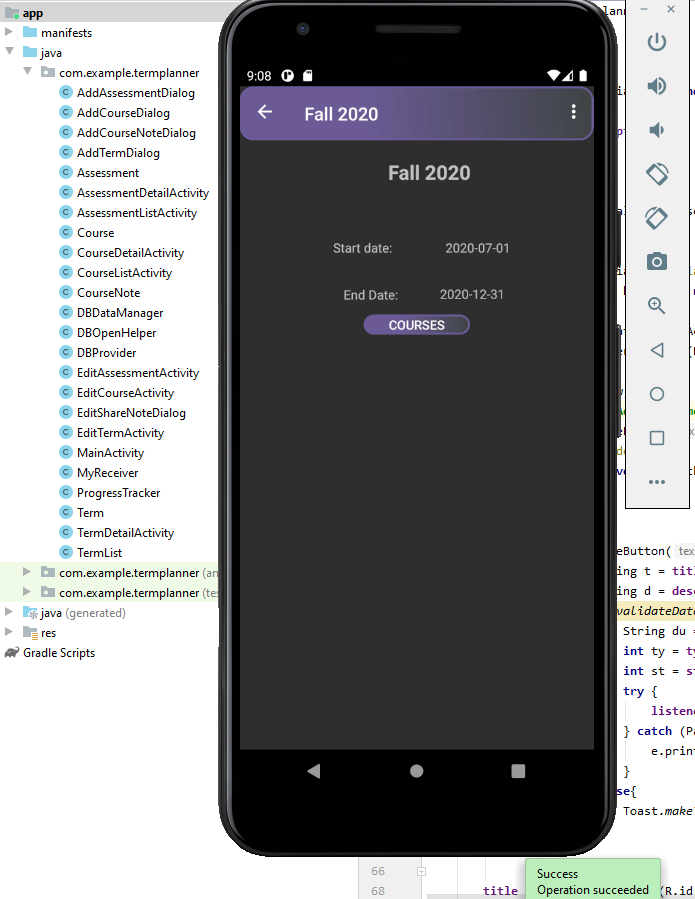 app
manifests
java
com.example.termplanner
AddAssessmentDialog
AddCourseDialog
AddCourseNoteDialog
AddTermDialog
Assessment
AssessmentDetailActivity
AssessmentListActivity
Course
CourseDetailActivity
CourseListActivity
CourseNote
DBDataManager
DBOpenHelper
DBProvider
EditAssessmentActivity
EditCourseActivity
EditShareNoteDialog
EditTermActivity
MainActivity
MyReceiver
ProgressTracker
Term
TermDetailActivity
TermList
com.example.termplanner (an
com.example.termplanner (te
java (generated)
res
Gradle Scripts
9:08
Fall 2020
Fall 2020
Start date: 2020-07-01
End Date: 2020-12-31
COURSES
eButton( tex
ing t = titl
ing d = desc
validateData
String du =
int ty = ty
int st = st
try {
listene
} catch (Pa
e.print
}
se{
Toast.make
66
68
title
(R.id
Success
Operation succeeded